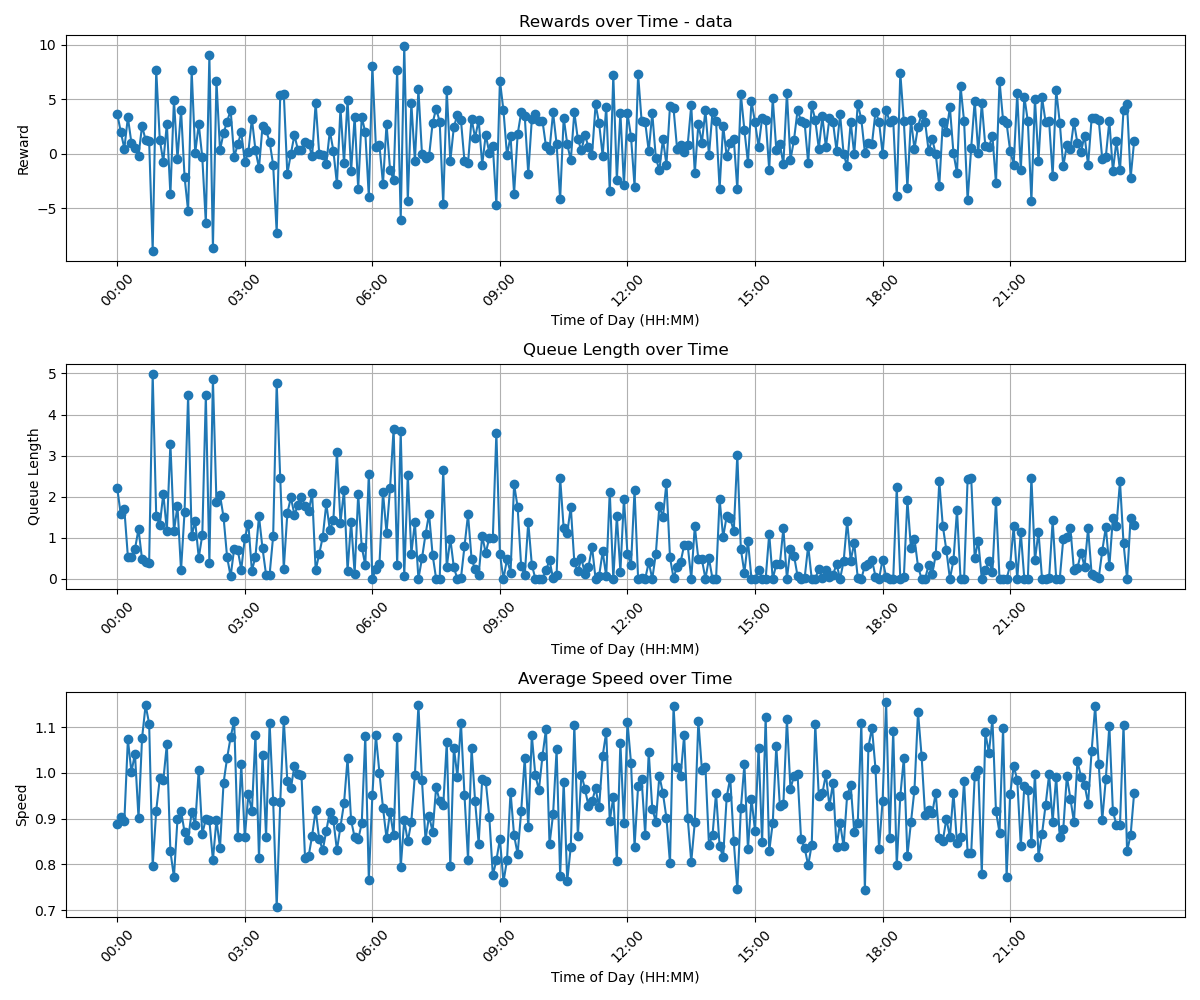 Rewards over Time - data
10
5
0
−5
Reward
00:00 03:00 06:00 09:00 12:00 15:00 18:00 21:00
Time of Day (HH:MM)
Queue Length over Time
5
4
3
2
1
0
Queue Length
00:00 03:00 06:00 09:00 12:00 15:00 18:00 21:00
Time of Day (HH:MM)
Average Speed over Time
1.1
1.0
0.9
0.8
0.7
Speed
00:00 03:00 06:00 09:00 12:00 15:00 18:00 21:00
Time of Day (HH:MM)